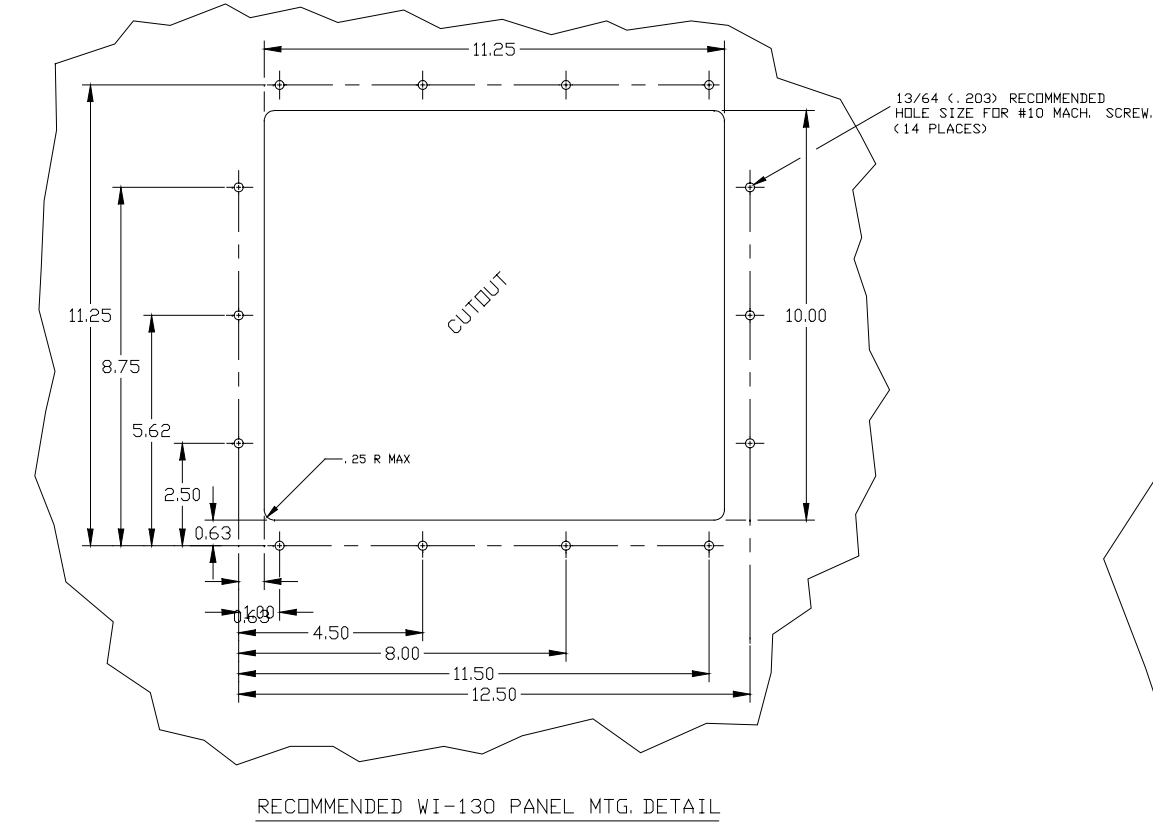 11.25
13/64 (.203) RECOMMENDED
HOLE SIZE FOR #10 MACH. SCREW.
(14 PLACES)
CUTOUT
11.25
10.00
8.75
5.62
.25 R MAX
2.50
0.63
1.00
0.63
4.50
8.00
11.50
12.50
RECOMMENDED WI-130 PANEL MTG. DETAIL